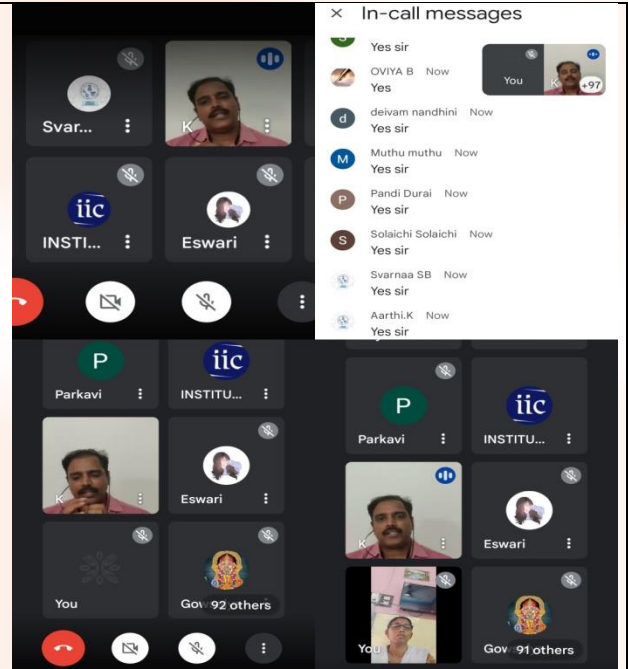 Svar...
K
iic
INSTI...
Eswari
× In-call messages
Yes sir
OVIYA B Now
Yes
You
K
+97
d
deivam nandhini Now
Yes sir
M
Muthu muthu Now
Yes sir
P
Pandi Durai Now
Yes sir
S
Solaichi Solaichi Now
Yes sir
Svarnaa SB Now
Yes sir
Aarthi.K Now
Yes sir
P
Parkavi
iic
INSTITU...
K
Eswari
You
Gov 92 others
P
Parkavi
iic
INSTITU...
K
Eswari
You
Gov 91 others